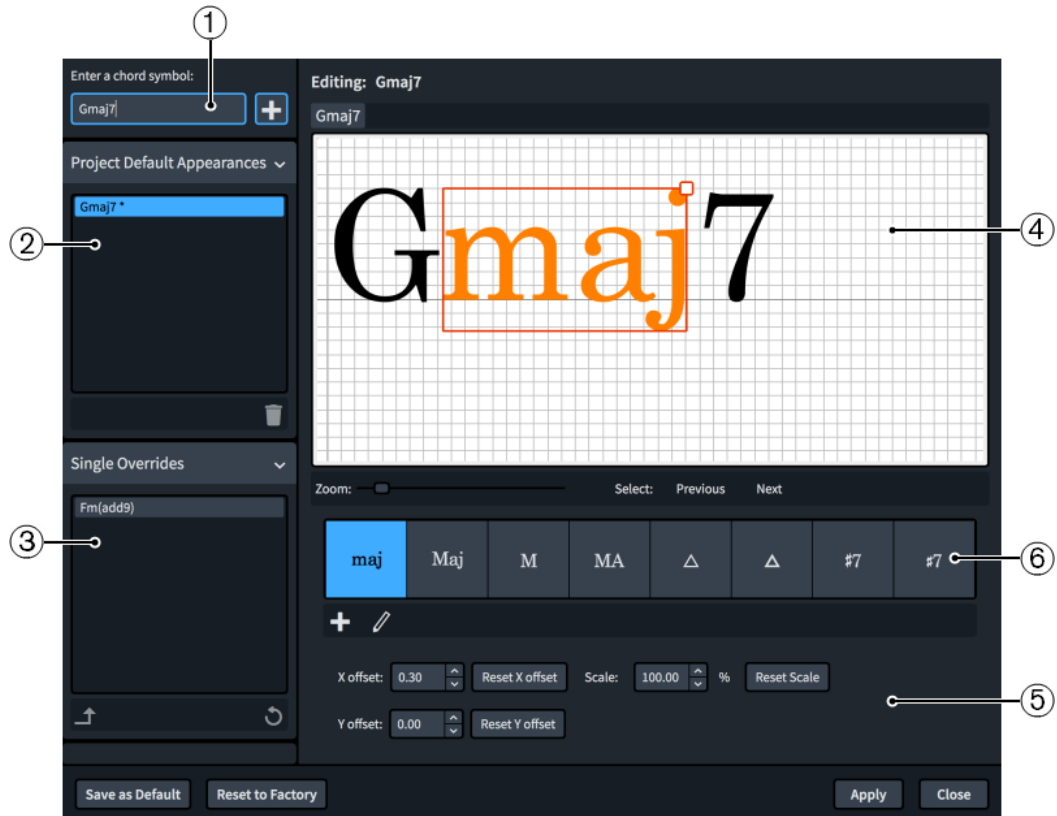 1
Enter a chord symbol:
Gmaj7
Project Default Appearances
Gmaj7 *
2
Single Overrides
Fm(add9)
3
Editing: Gmaj7
Gmaj7
Gmaj7
4
Zoom:
Select: Previous Next
maj Maj M MA △ △ ♯7 ♯7
6
X offset: 0.30 Reset X offset Scale: 100.00 % Reset Scale
5
Y offset: 0.00 Reset Y offset
Save as Default Reset to Factory Apply Close